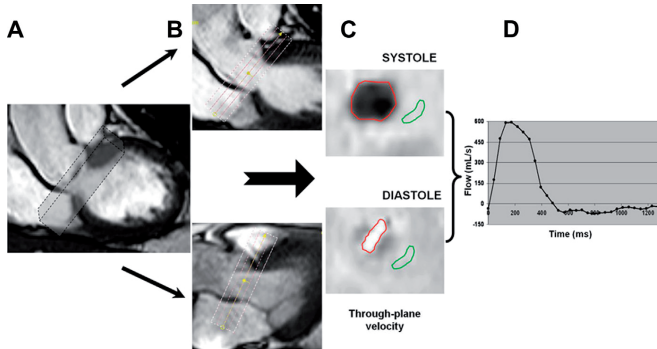 A
B
C
D
SYSTOLE
DIASTOLE
Through-plane
velocity
Flow (mL/s)
600
450
300
150
0
-150
0 200 400 600 800 1000 1200
Time (ms)